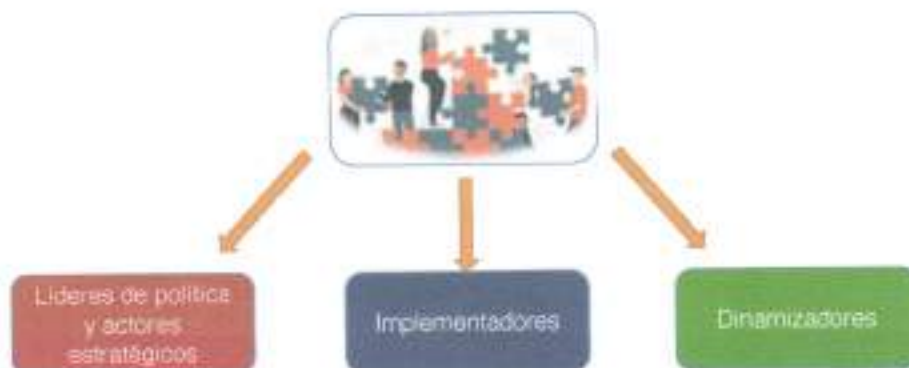 Líderes de política
y actores
estratégicos
Implementadores
Dinamizadores